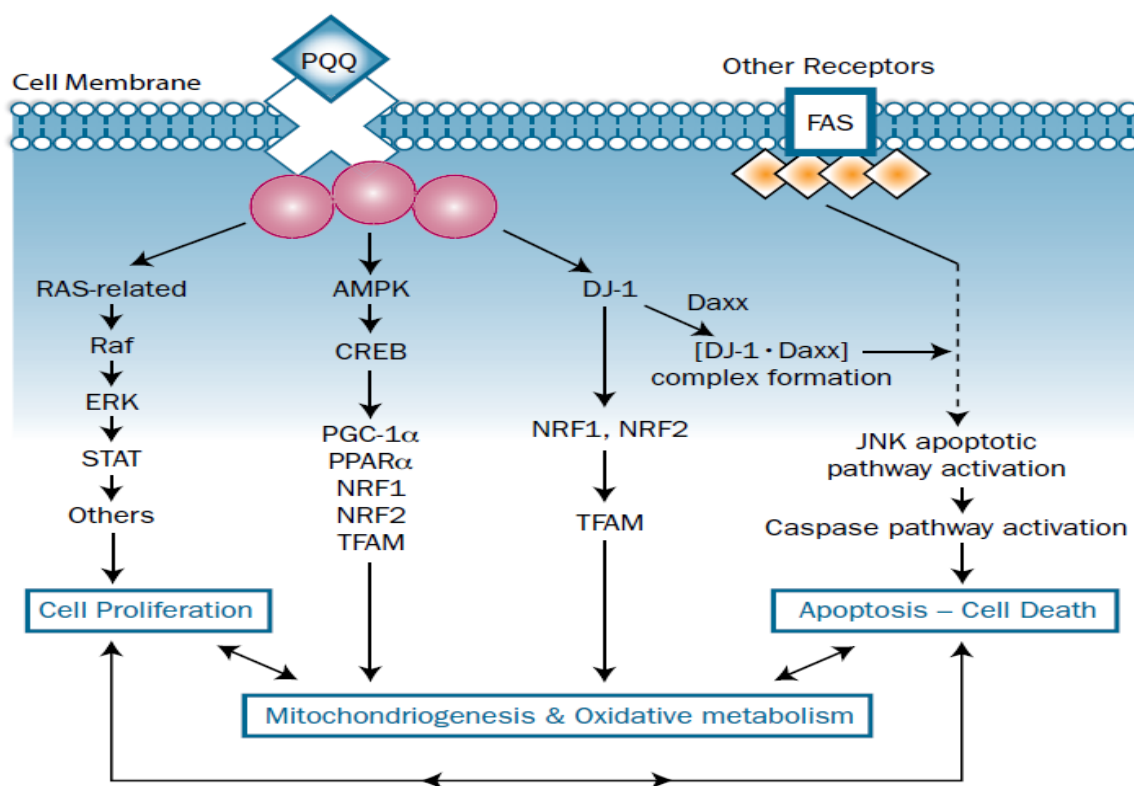 PQQ
Cell Membrane
Other Receptors
FAS
RAS-related
Raf
ERK
STAT
Others
Cell Proliferation
AMPK
CREB
PGC-1α
PPARα
NRF1
NRF2
TFAM
DJ-1
Daxx
[DJ-1 · Daxx]
complex formation
NRF1, NRF2
TFAM
JNK apoptotic
pathway activation
Caspase pathway activation
Apoptosis – Cell Death
Mitochondriogenesis & Oxidative metabolism